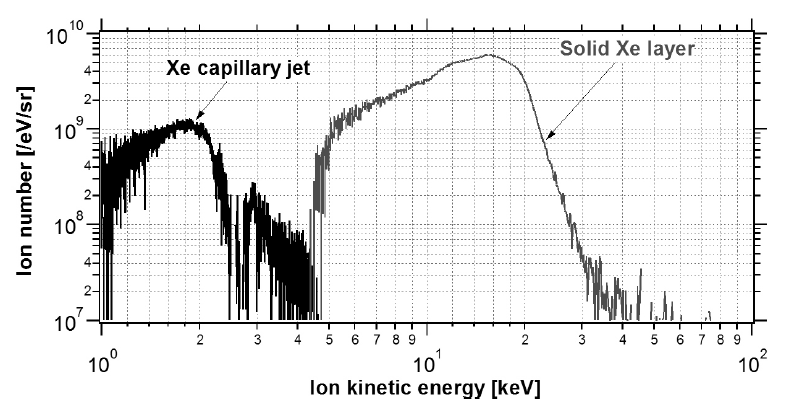 10^10
4
2
10^9
4
2
10^8
4
2
10^7
Xe capillary jet
Solid Xe layer
Ion number [/eV/sr]
2 3 4 5 6 7 8 9 2 3 4 5 6 7 8 9
10^0 10^1 10^2
Ion kinetic energy [keV]